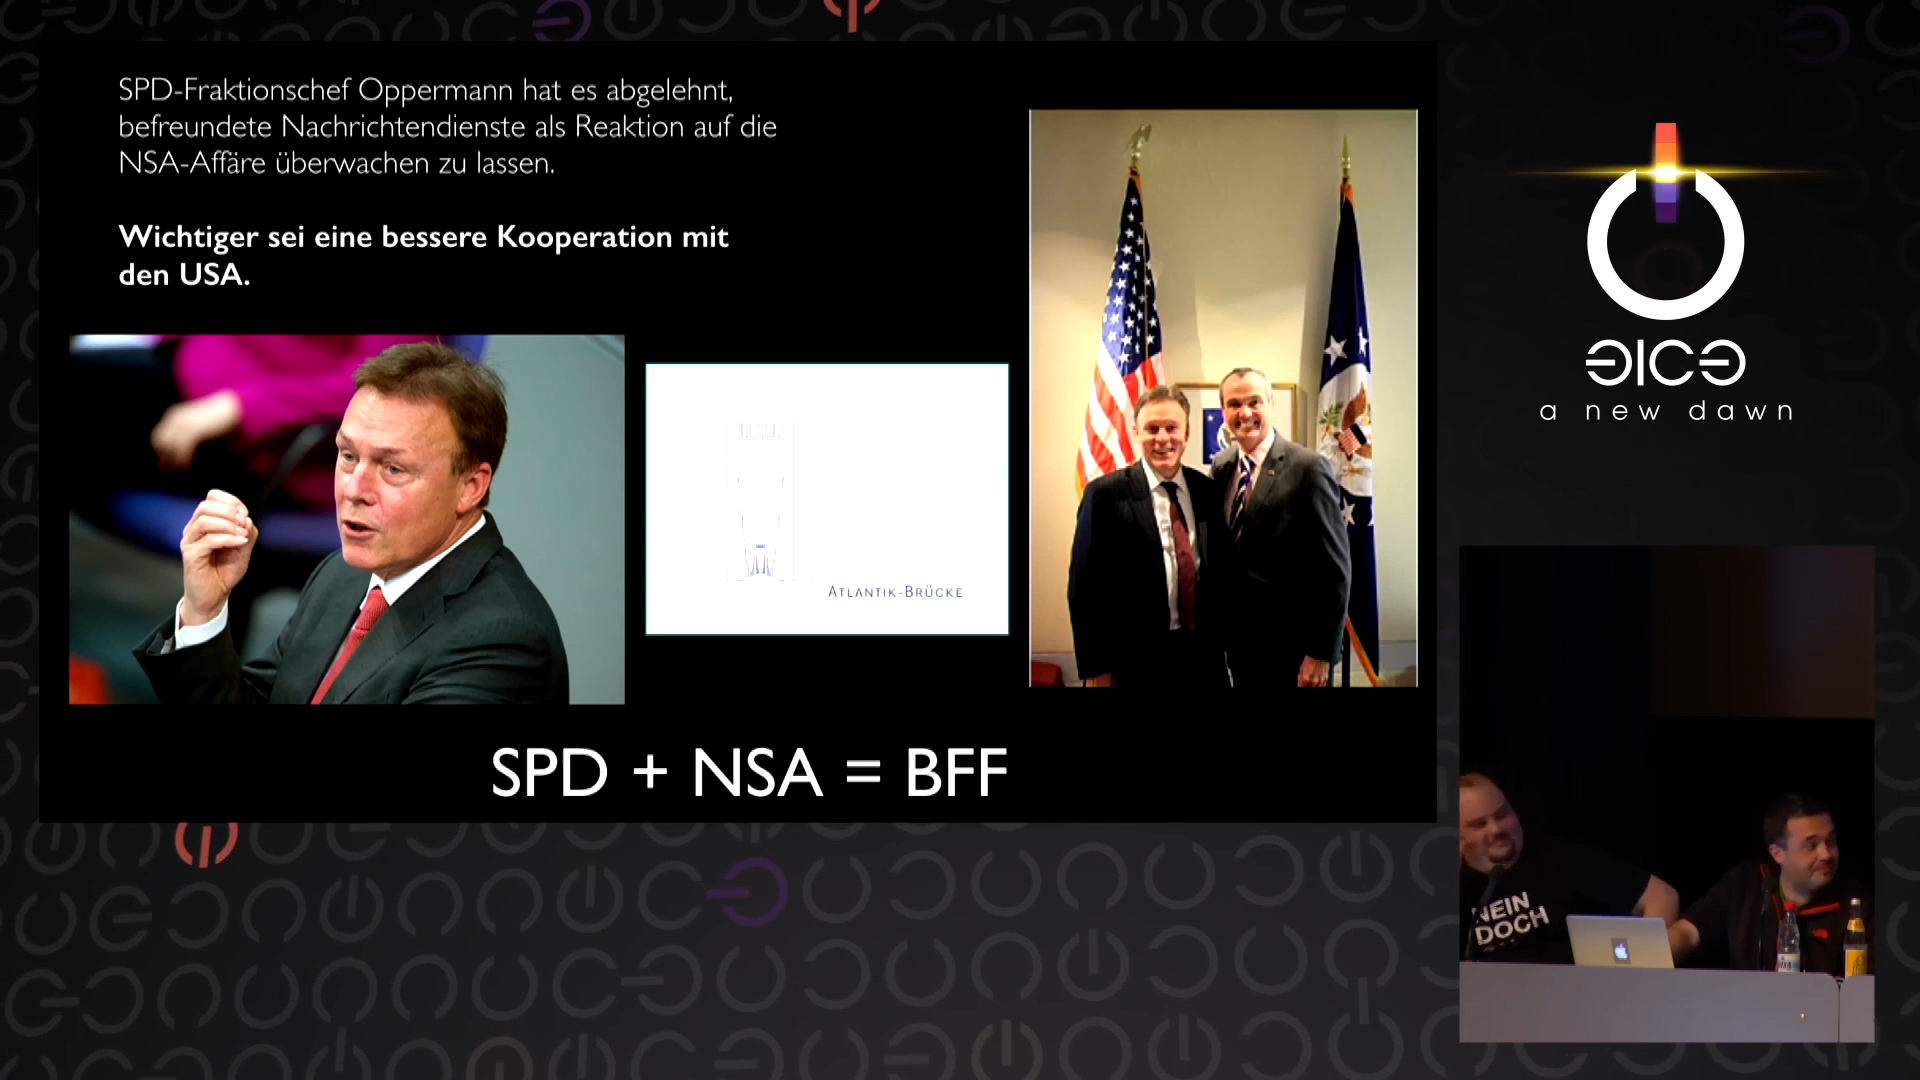 SPD-Fraktionschef Oppermann hat es abgelehnt,
befreundete Nachrichtendienste als Reaktion auf die
NSA-Affäre überwachen zu lassen.
Wichtiger sei eine bessere Kooperation mit
den USA.
ATLANTIK-BRÜCKE
SPD + NSA = BFF
a new dawn
NEIN
DOCH